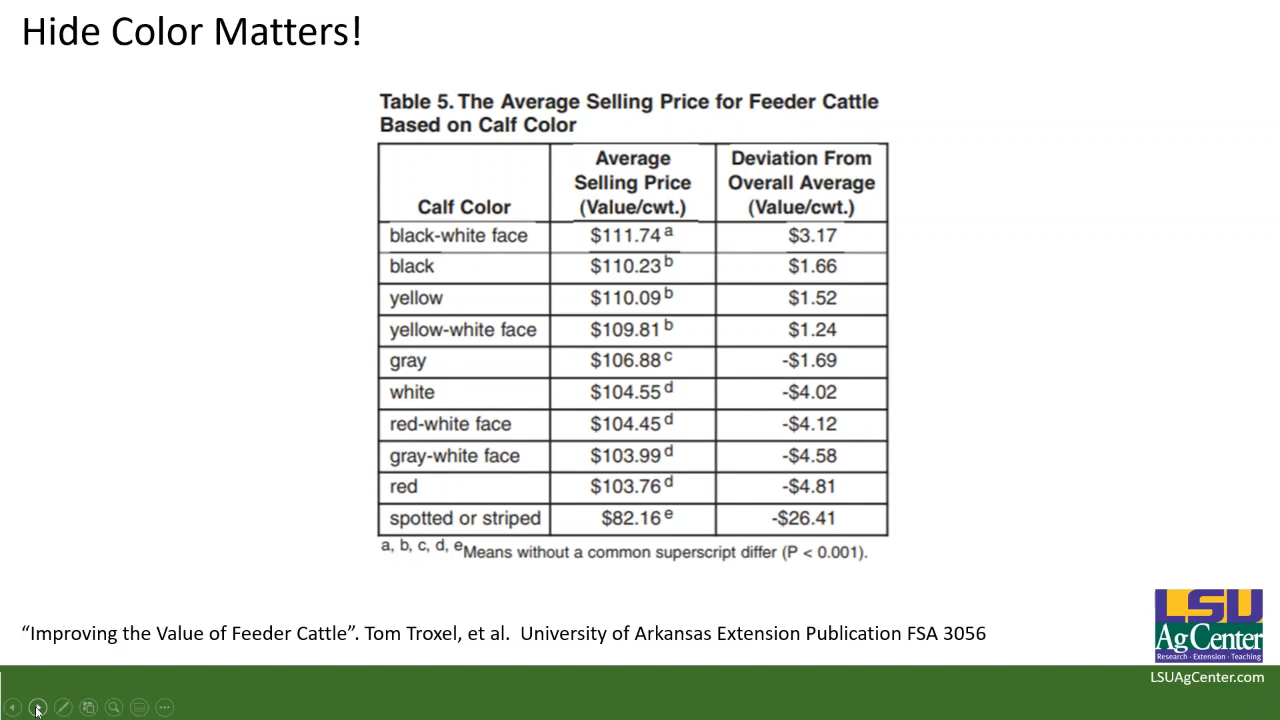 Hide Color Matters!
Table 5. The Average Selling Price for Feeder Cattle
Based on Calf Color
Calf Color Average Selling Price (Value/cwt.) Deviation From Overall Average (Value/cwt.)
black-white face $111.74 a $3.17
black $110.23 b $1.66
yellow $110.09 b $1.52
yellow-white face $109.81 b $1.24
gray $106.88 c -$1.69
white $104.55 d -$4.02
red-white face $104.45 d -$4.12
gray-white face $103.99 d -$4.58
red $103.76 d -$4.81
spotted or striped $82.16 e -$26.41
a, b, c, d, e Means without a common superscript differ (P < 0.001).
“Improving the Value of Feeder Cattle”. Tom Troxel, et al. University of Arkansas Extension Publication FSA 3056
LSU
AgCenter
Research · Extension · Teaching
LSUAgCenter.com